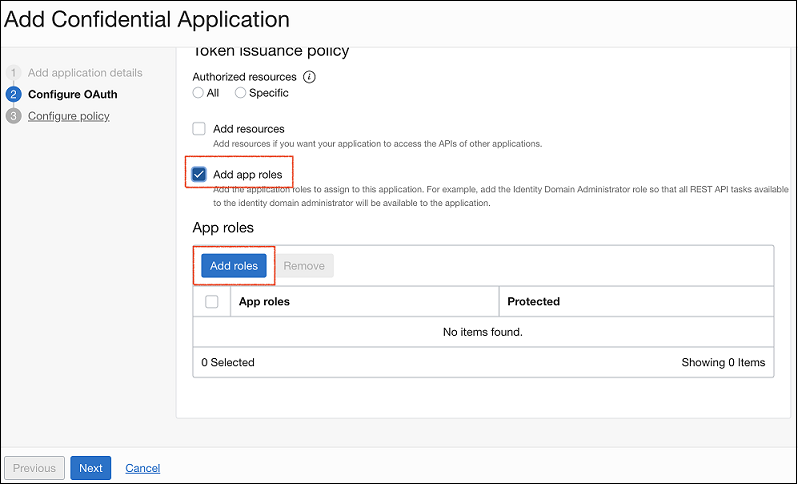 Add Confidential Application
1 Add application details
2 Configure OAuth
3 Configure policy
Token issuance policy
Authorized resources i
All Specific
Add resources
Add resources if you want your application to access the APIs of other applications.
Add app roles
Add the application roles to assign to this application. For example, add the Identity Domain Administrator role so that all REST API tasks available
to the identity domain administrator will be available to the application.
App roles
Add roles Remove
App roles Protected
No items found.
0 Selected Showing 0 Items
Previous Next Cancel